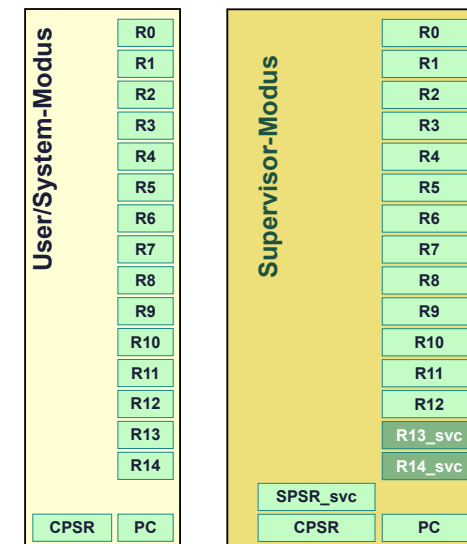 User/System-Modus
R0
R1
R2
R3
R4
R5
R6
R7
R8
R9
R10
R11
R12
R13
R14
CPSR PC
Supervisor-Modus
R0
R1
R2
R3
R4
R5
R6
R7
R8
R9
R10
R11
R12
R13_svc
R14_svc
SPSR_svc
CPSR PC